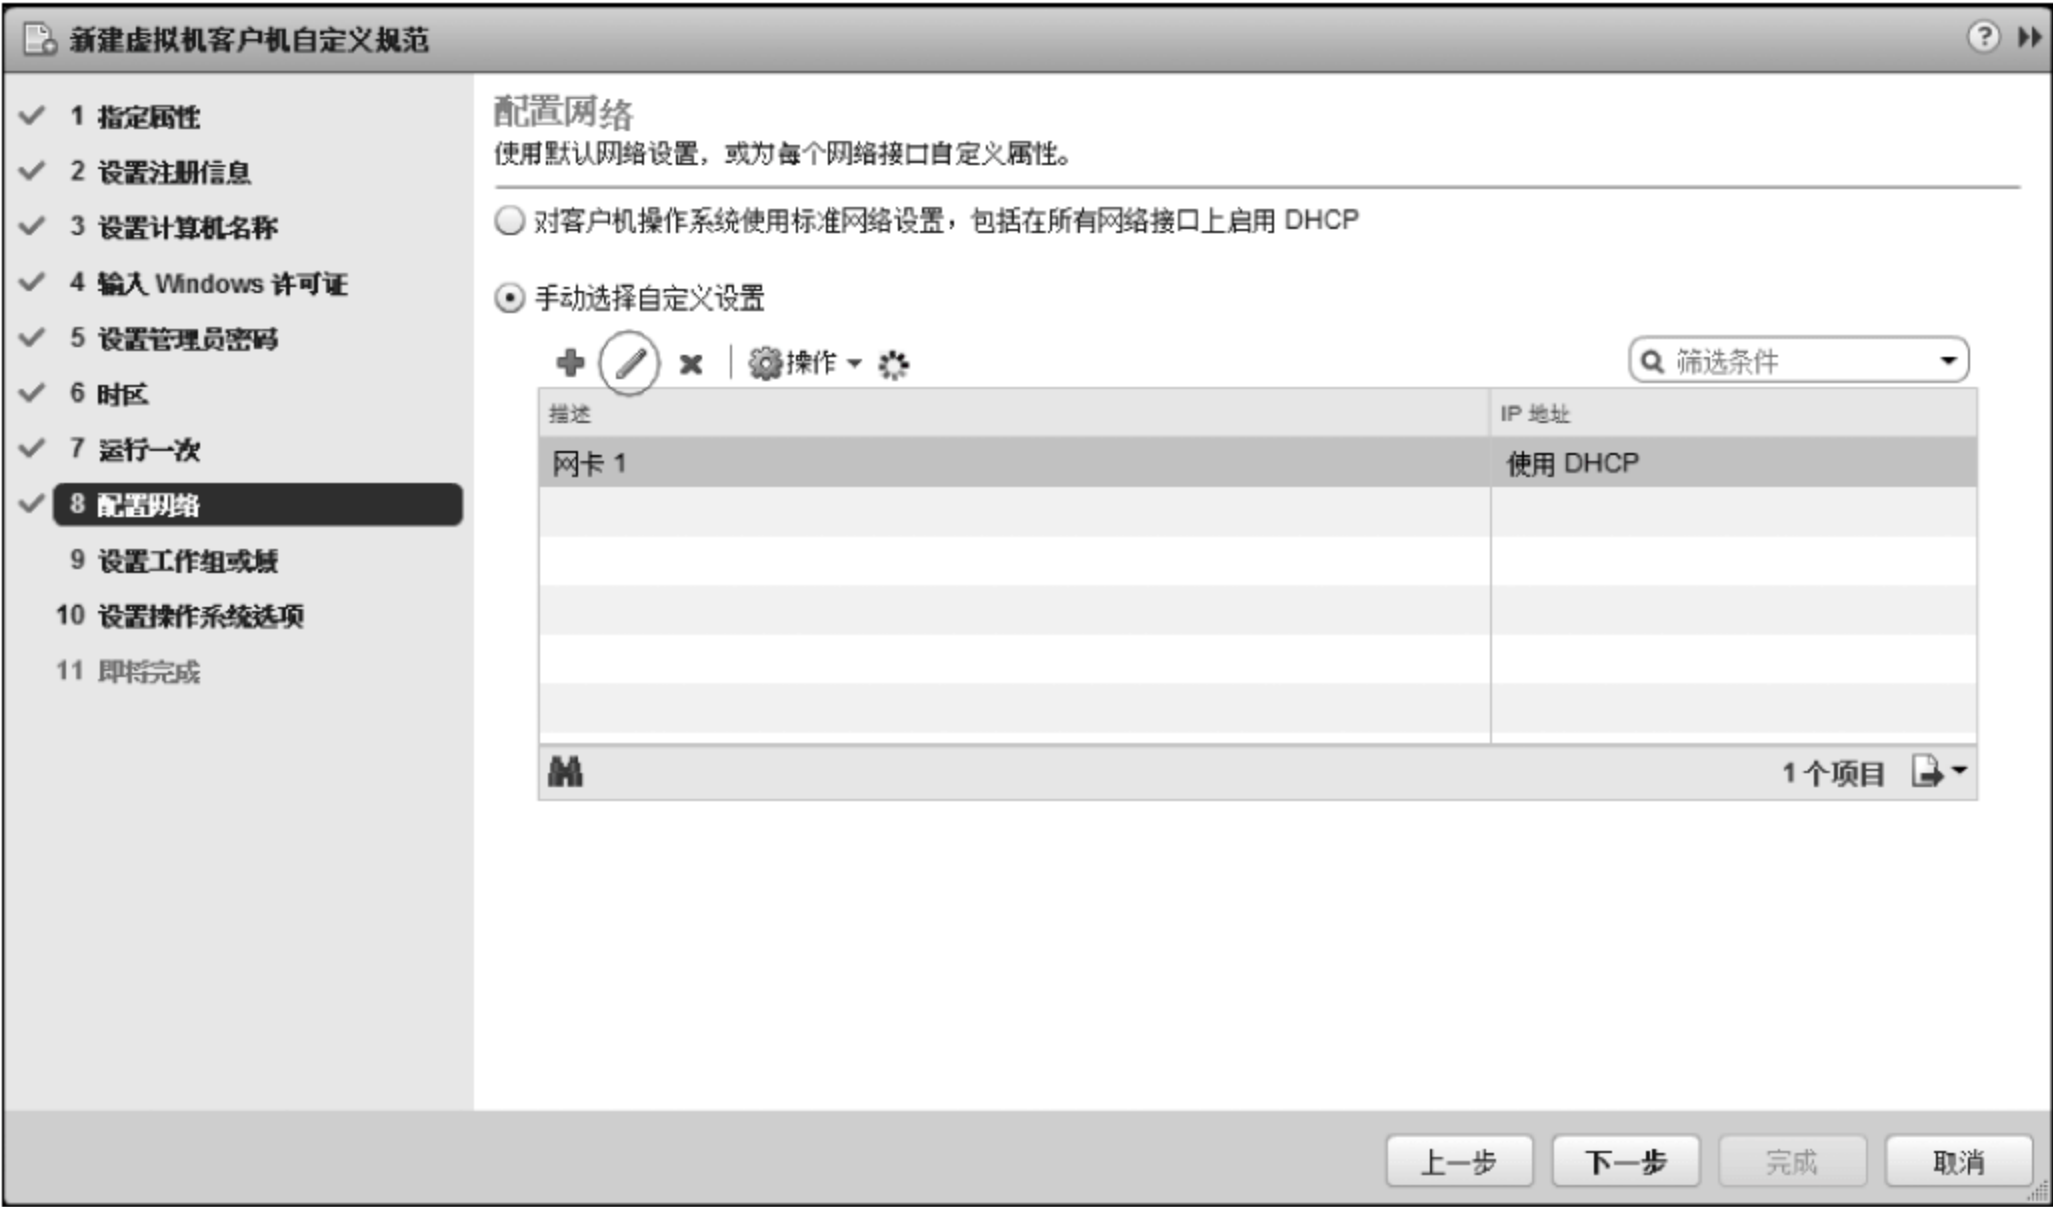 新建虚拟机客户机自定义规范
1 指定属性
2 设置注册信息
3 设置计算机名称
4 输入 Windows 许可证
5 设置管理员密码
6 时区
7 运行一次
8 配置网络
9 设置工作组或域
10 设置操作系统选项
11 即将完成
配置网络
使用默认网络设置，或为每个网络接口自定义属性。
对客户机操作系统使用标准网络设置，包括在所有网络接口上启用 DHCP
手动选择自定义设置
操作
筛选条件
描述 IP 地址
网卡 1 使用 DHCP
1 个项目
上一步 下一步 完成 取消